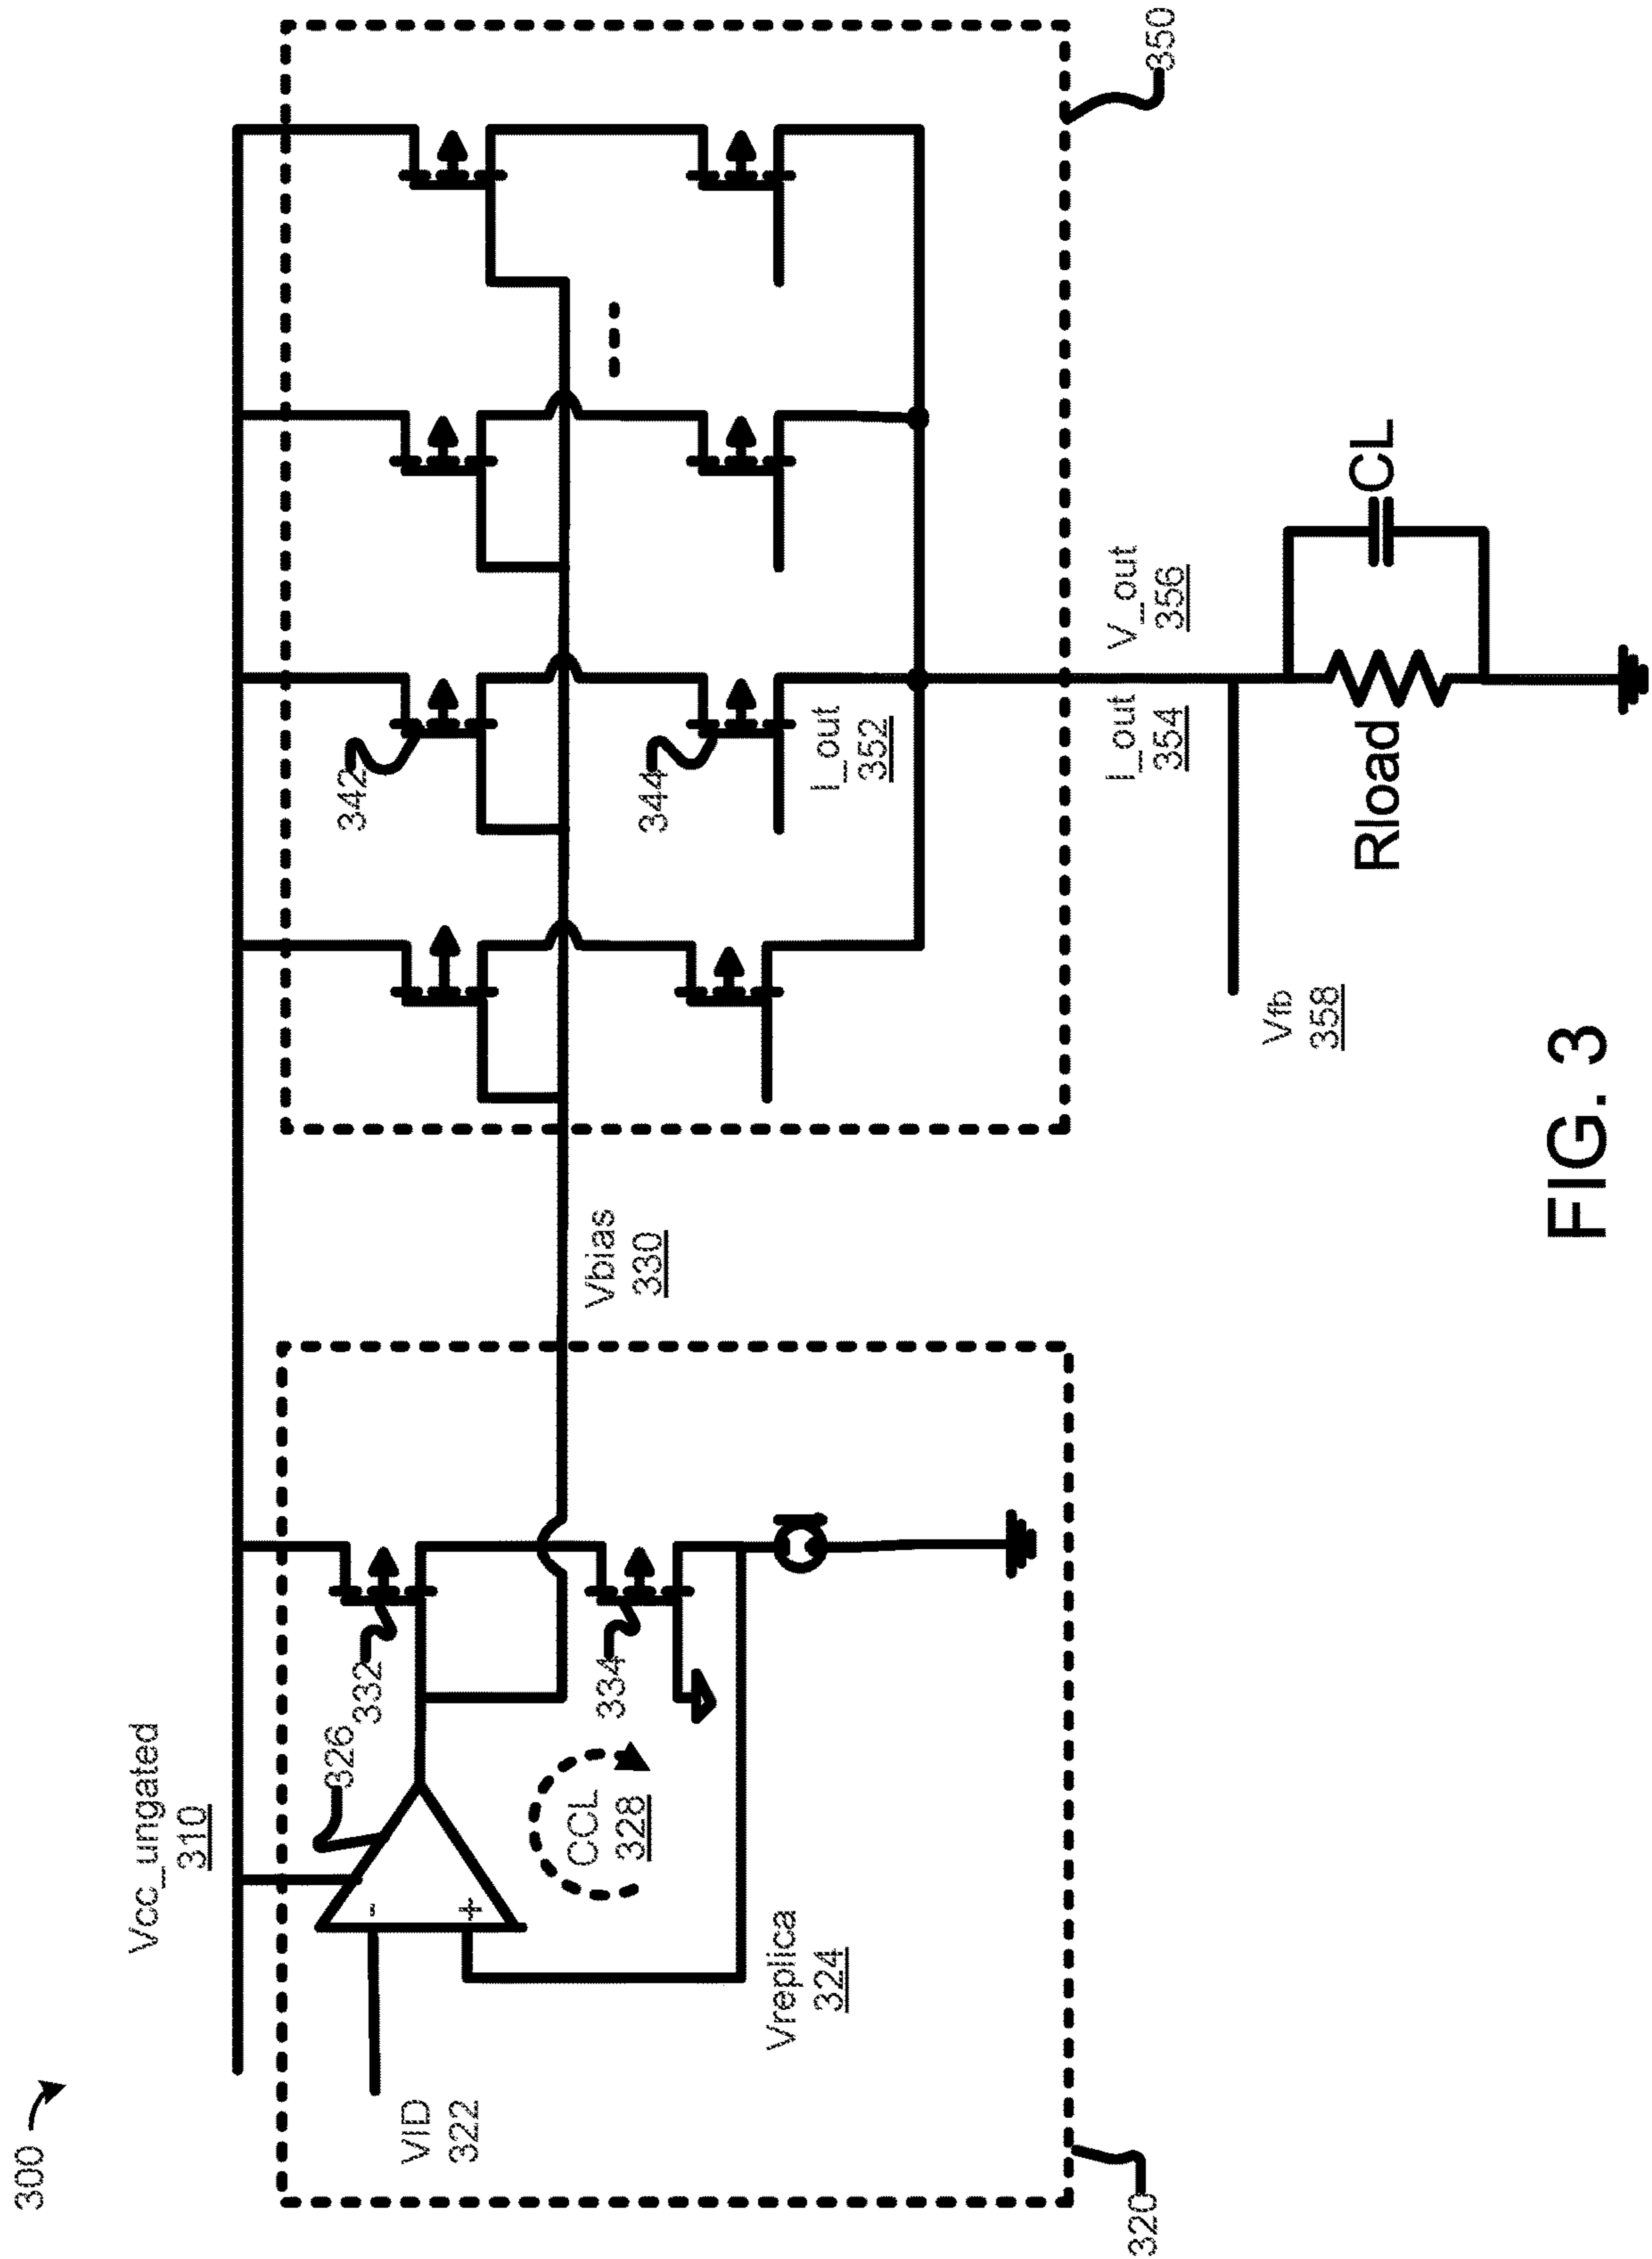 300
Vcc_ungated
310
350
326
332
342
VID
322
-
+
CCL
328
334
Vbias
330
344
I_out
352
Vreplica
324
320
I_out
354
V_out
356
Vfb
358
Rload
CL
FIG. 3